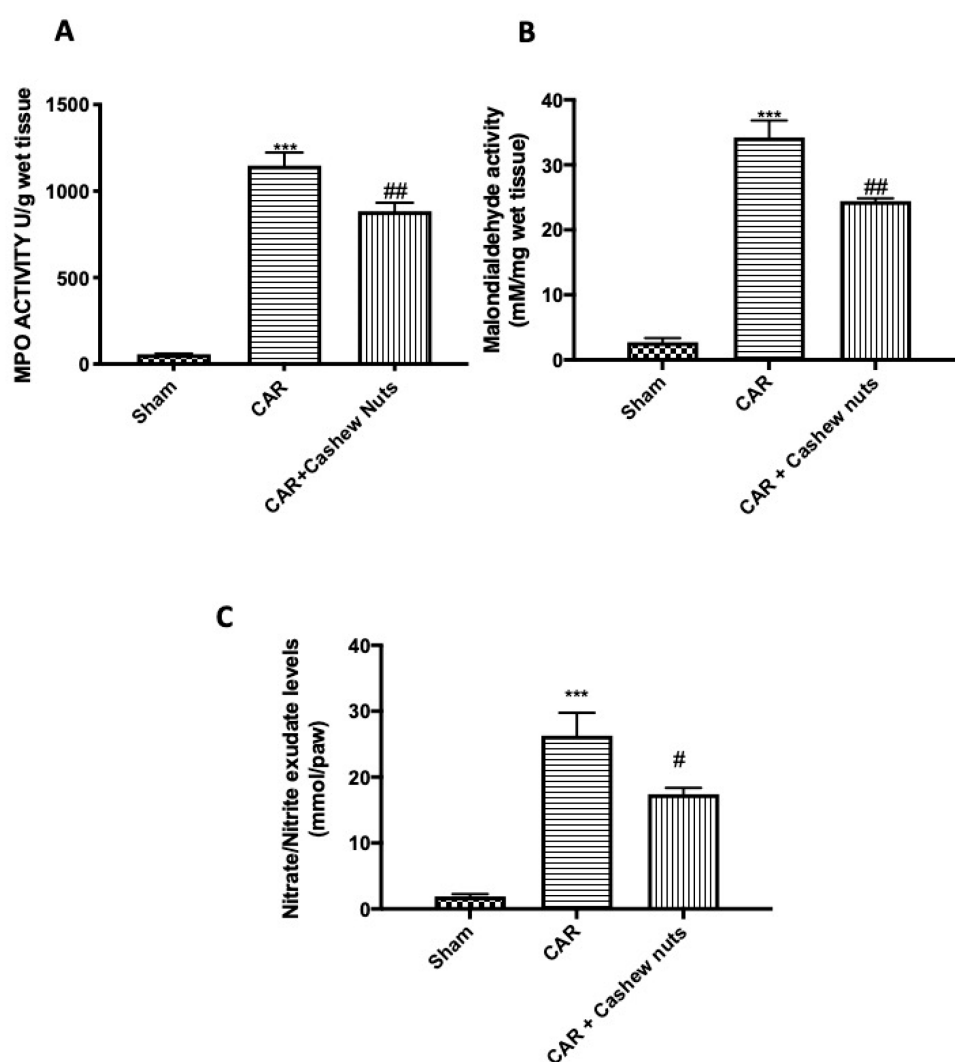 A
MPO ACTIVITY U/g wet tissue
1500
1000
500
0
***
##
Sham
CAR
CAR+Cashew Nuts
B
Malondialdehyde activity
(mM/mg wet tissue)
40
30
20
10
0
***
##
Sham
CAR
CAR + Cashew nuts
C
Nitrate/Nitrite exudate levels
(mmol/paw)
40
30
20
10
0
***
#
Sham
CAR
CAR + Cashew nuts